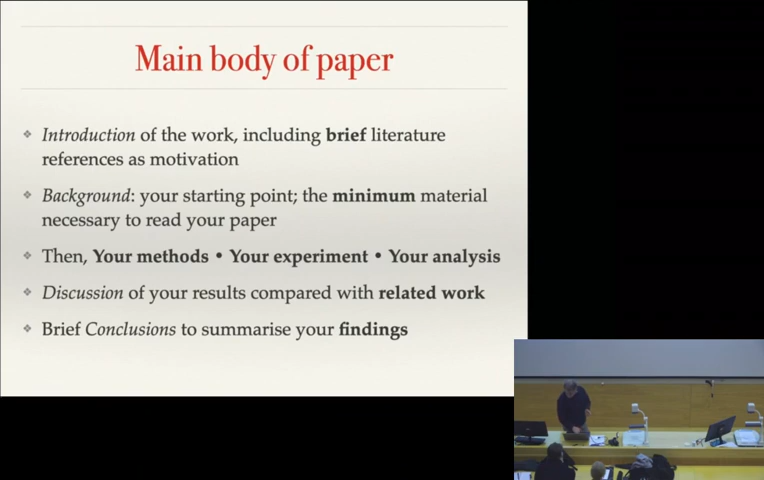 Main body of paper
Introduction of the work, including brief literature
references as motivation
Background: your starting point; the minimum material
necessary to read your paper
Then, Your methods • Your experiment • Your analysis
Discussion of your results compared with related work
Brief Conclusions to summarise your findings